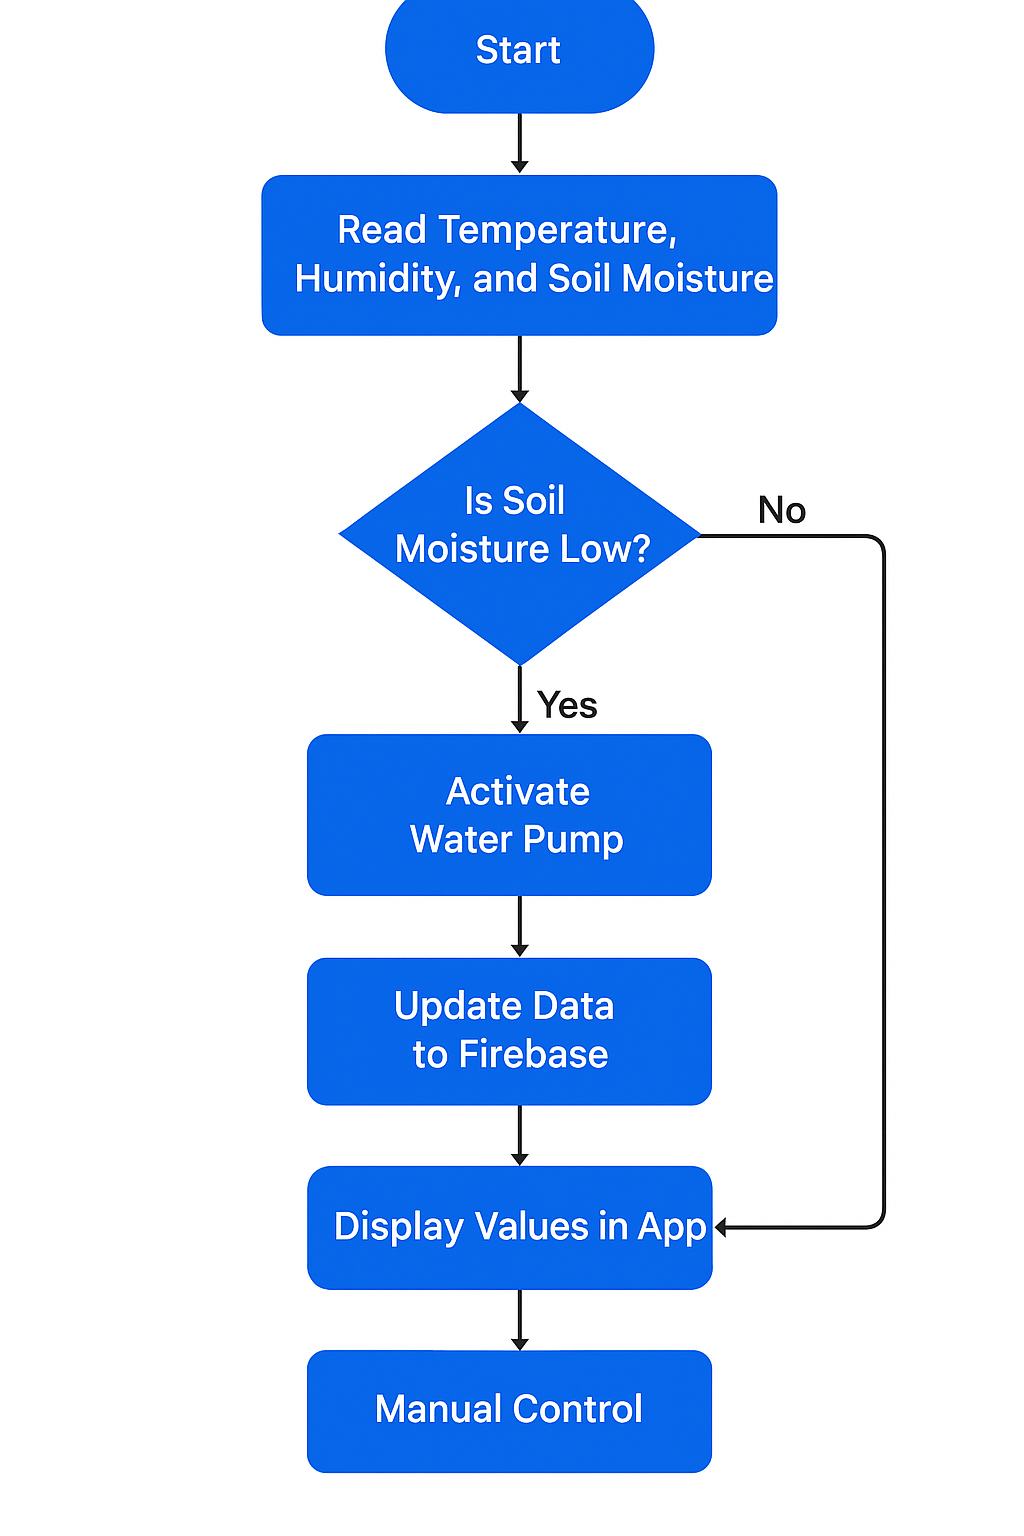 Start
Read Temperature,
Humidity, and Soil Moisture
Is Soil
Moisture Low?
No
Yes
Activate
Water Pump
Update Data
to Firebase
Display Values in App
Manual Control